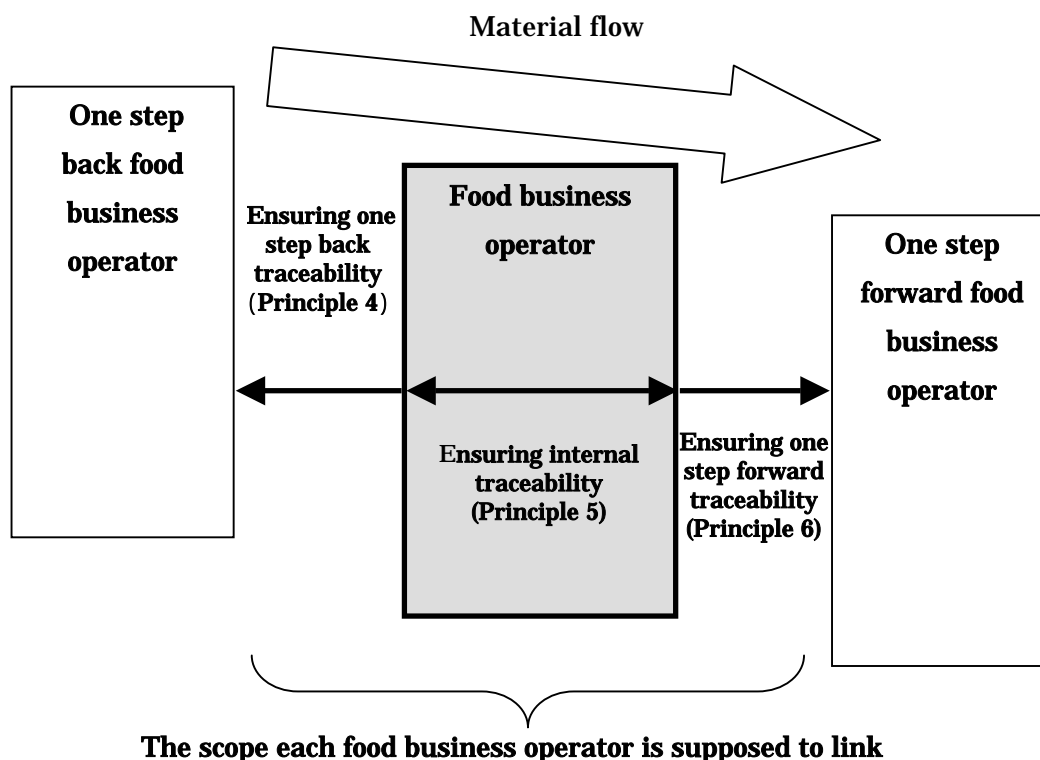 Material flow
One step
back food
business
operator
Ensuring one
step back
traceability
(Principle 4)
Food business
operator
One step
forward food
business
operator
Ensuring internal
traceability
(Principle 5)
Ensuring one
step forward
traceability
(Principle 6)
The scope each food business operator is supposed to link